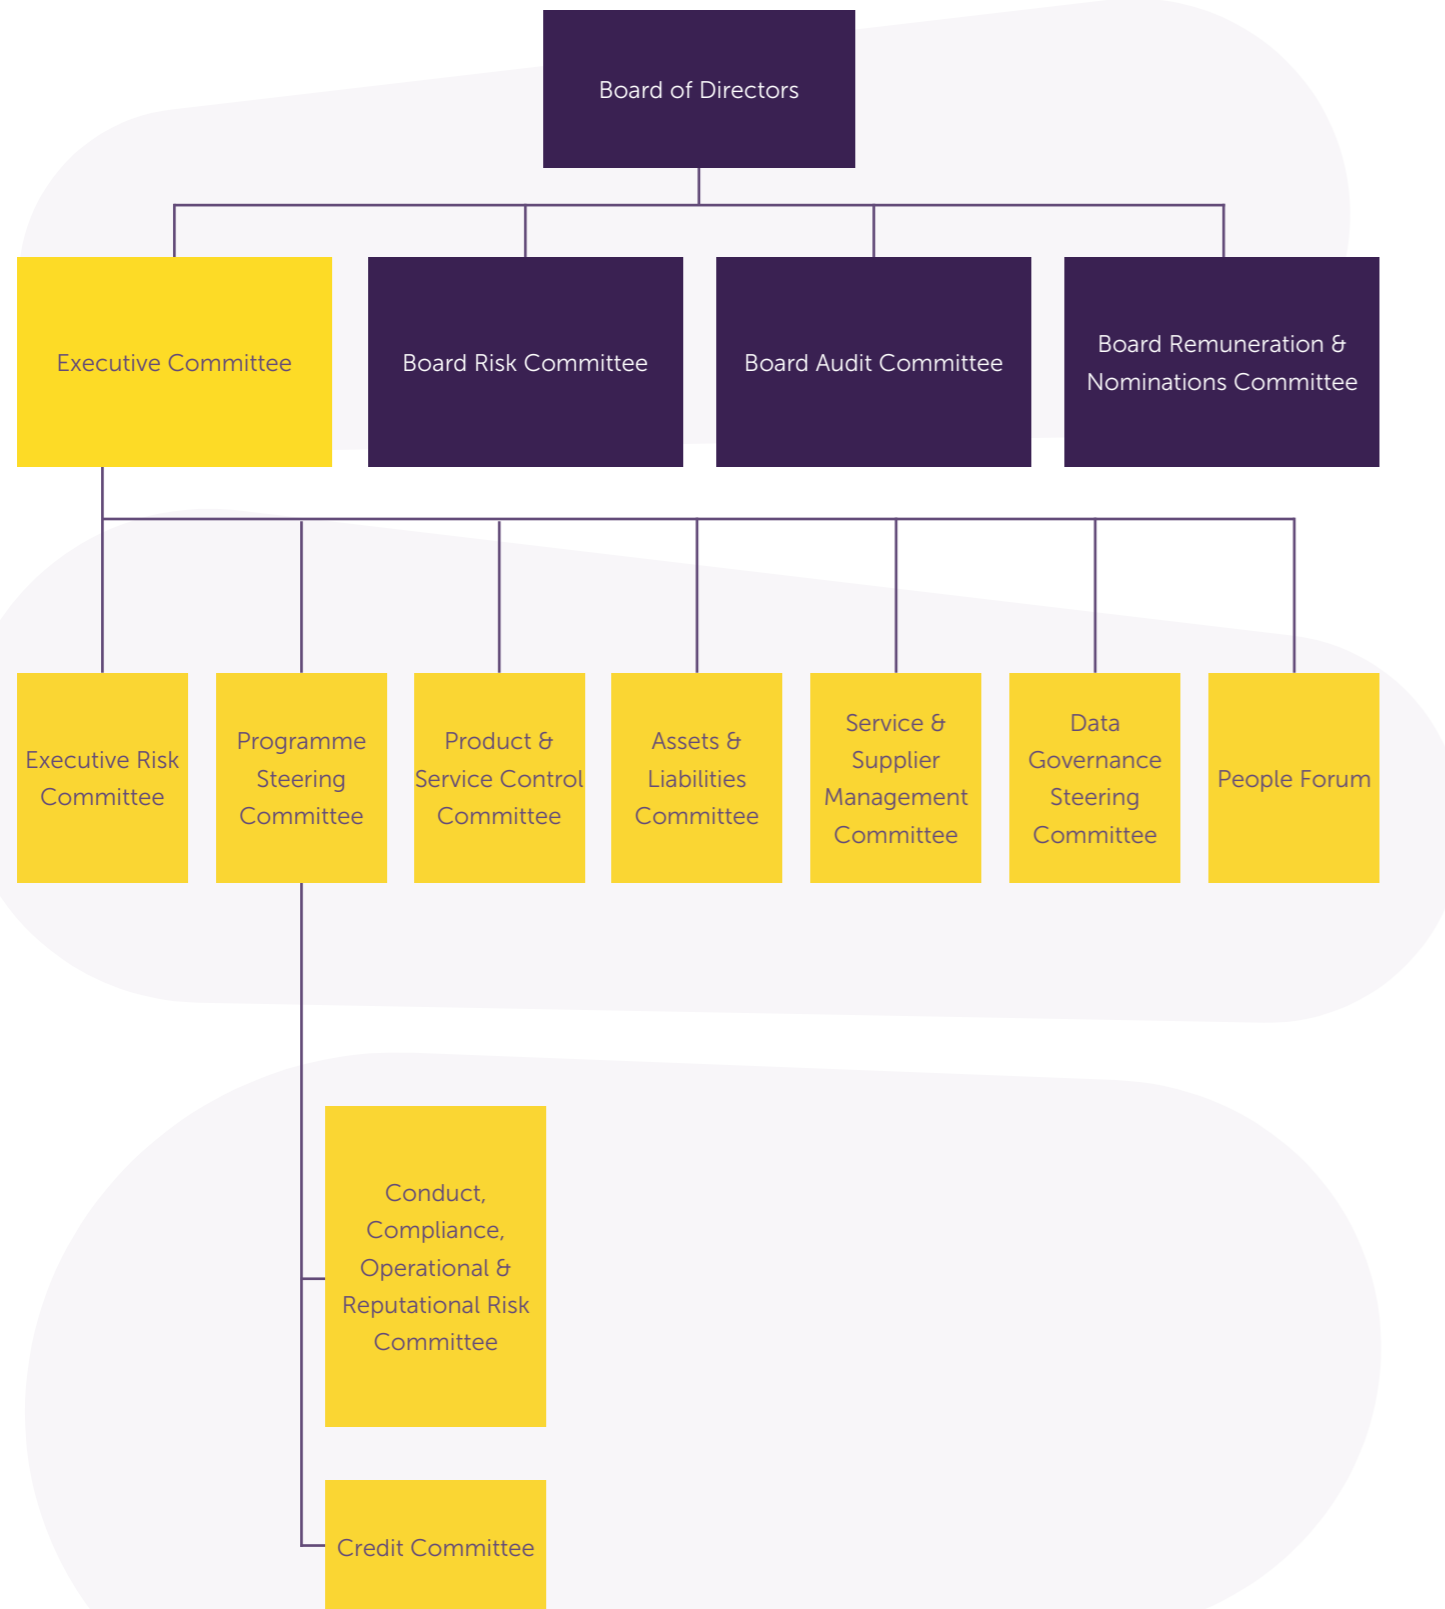 Board of Directors
Executive Committee
Board Risk Committee
Board Audit Committee
Board Remuneration &
Nominations Committee
Executive Risk
Committee
Programme
Steering
Committee
Product &
Service Control
Committee
Assets &
Liabilities
Committee
Service &
Supplier
Management
Committee
Data
Governance
Steering
Committee
People Forum
Conduct,
Compliance,
Operational &
Reputational Risk
Committee
Credit Committee